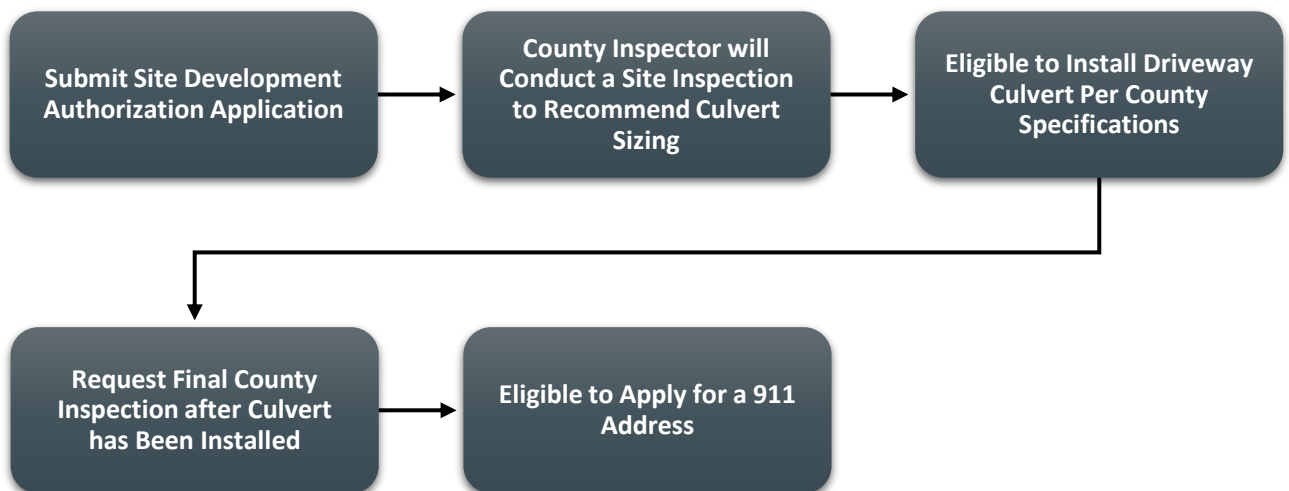 Submit Site Development
Authorization Application
County Inspector will
Conduct a Site Inspection
to Recommend Culvert
Sizing
Eligible to Install Driveway
Culvert Per County
Specifications
Request Final County
Inspection after Culvert
has Been Installed
Eligible to Apply for a 911
Address